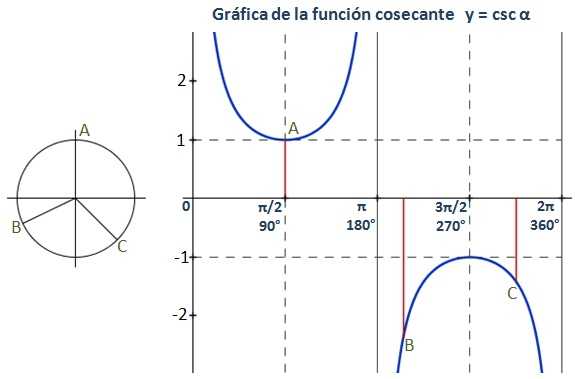 Gráfica de la función cosecante y = csc α
2
A
A
1
0
π/2
90°
π
180°
3π/2
270°
2π
360°
B
C
-1
C
-2
B